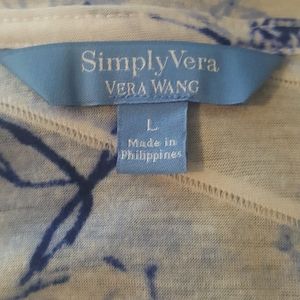 SimplyVera
VERA WANG
L
Made in
Philippines